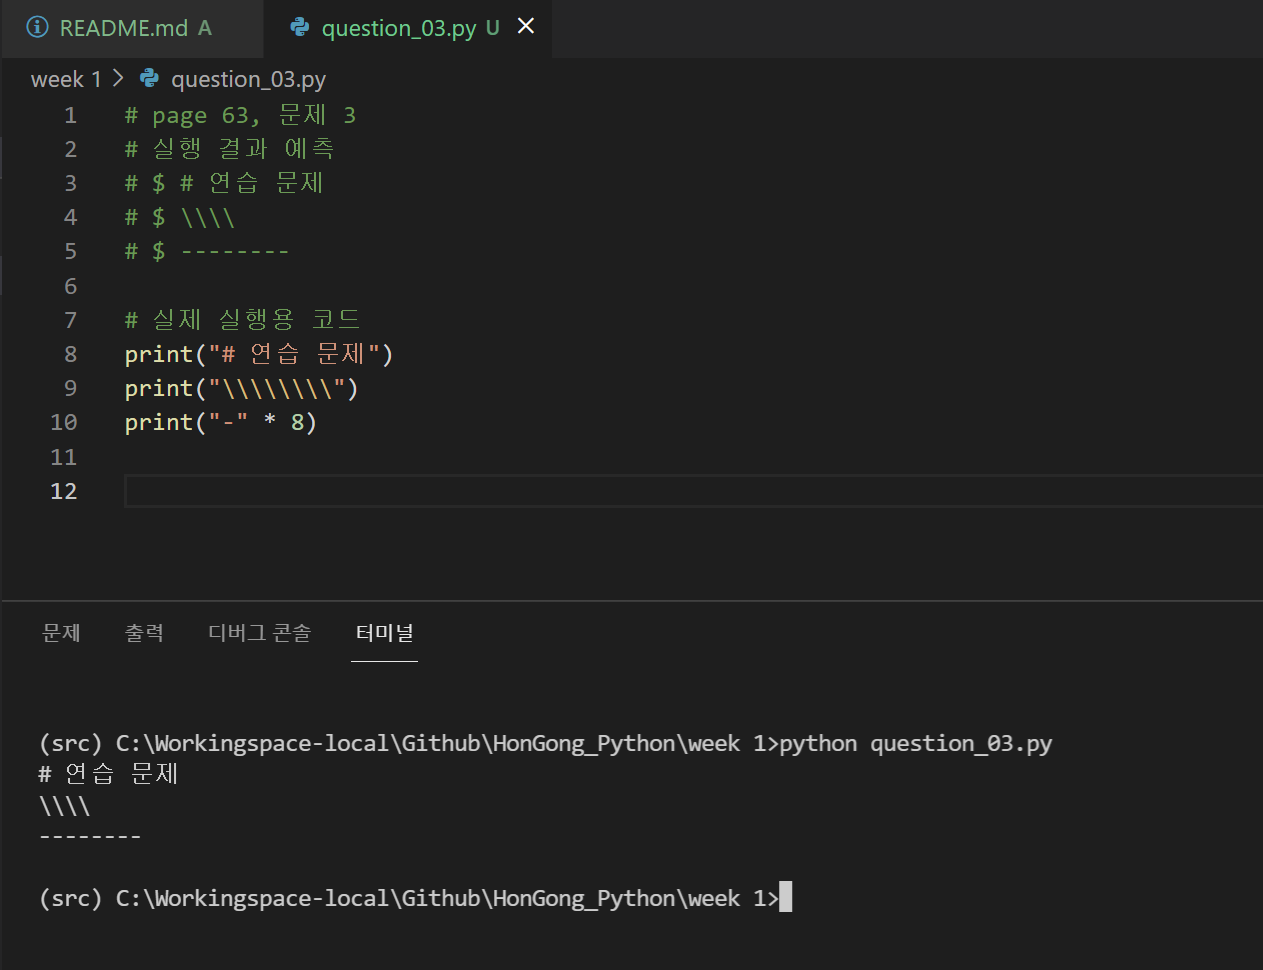 README.md A question_03.py U
week 1 > question_03.py
1 # page 63, 문제 3
2 # 실행 결과 예측
3 # $ # 연습 문제
4 # $ \\\\
5 # $ --------
6
7 # 실제 실행용 코드
8 print("# 연습 문제")
9 print("\\\\\\\\")
10 print("-" * 8)
11
12
문제 출력 디버그 콘솔 터미널
(src) C:\Workingspace-local\Github\HonGong_Python\week 1>python question_03.py
# 연습 문제
\\\\
--------
(src) C:\Workingspace-local\Github\HonGong_Python\week 1>